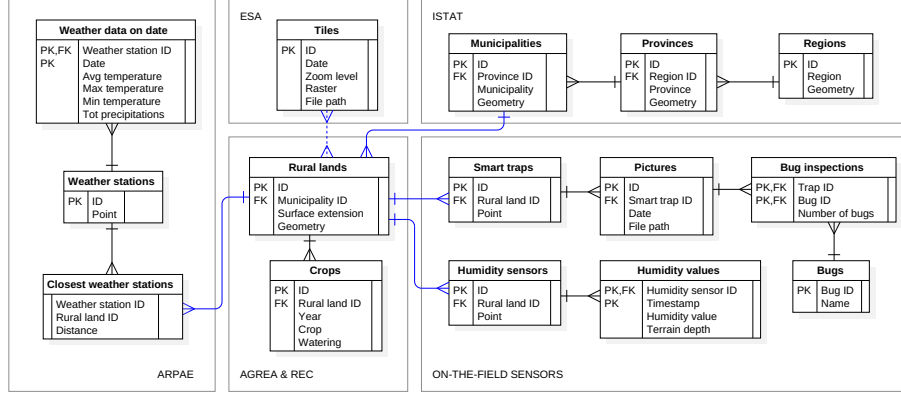 ESA
ISTAT
Weather data on date
PK,FK Weather station ID
PK Date
Avg temperature
Max temperature
Min temperature
Tot precipitations
Tiles
PK ID
Date
Zoom level
Raster
File path
Municipalities
PK ID
FK Province ID
Municipality
Geometry
Provinces
PK ID
FK Region ID
Province
Geometry
Regions
PK ID
Region
Geometry
Weather stations
PK ID
Point
Rural lands
PK ID
FK Municipality ID
Surface extension
Geometry
Smart traps
PK ID
FK Rural land ID
Point
Pictures
PK ID
FK Smart trap ID
Date
File path
Bug inspections
PK,FK Trap ID
PK,FK Bug ID
Number of bugs
Closest weather stations
Weather station ID
Rural land ID
Distance
Crops
PK ID
FK Rural land ID
Year
Crop
Watering
Humidity sensors
PK ID
FK Rural land ID
Point
Humidity values
PK,FK Humidity sensor ID
PK Timestamp
Humidity value
Terrain depth
Bugs
PK Bug ID
Name
ARPAE
AGREA & REC
ON-THE-FIELD SENSORS